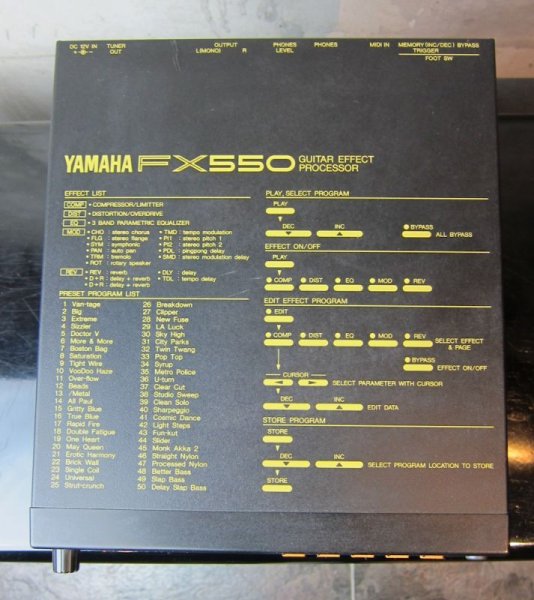 DC 12V IN
TUNER OUT
OUTPUT
L(MONO) R
PHONES LEVEL
PHONES
MIDI IN
MEMORY (INC/DEC) BYPASS
TRIGGER
FOOT SW
YAMAHA FX550 GUITAR EFFECT PROCESSOR
EFFECT LIST
COMP • COMPRESSOR/LIMITTER
DIST • DISTORTION/OVERDRIVE
EQ • 3 BAND PARAMETRIC EQUALIZER
MOD • CHO : stereo chorus • TMO : tempo modulation
• FLG : stereo flange • PI1 : stereo pitch 1
• SYM : symphonic • PI2 : stereo pitch 2
• PAN : auto pan • PDL : pingpong delay
• TRM : tremolo • SMD : stereo modulation delay
• ROT : rotary speaker
REV • REV : reverb • DLY : delay
• D+R : delay + reverb • TDL : tempo delay
• D→R : delay → reverb
PRESET PROGRAM LIST
1 Van-tage
2 Big
3 Extreme
4 Sizzler
5 Doctor V
6 More & More
7 Boston Bag
8 Saturation
9 Tight Wire
10 VooDoo Haze
11 Over-flow
12 Beads
13 /Metal
14 All Paul
15 Gritty Blue
16 True Blue
17 Rapid Fire
18 Double Fatigue
19 One Heart
20 May Queen
21 Erotic Harmony
22 Brick Wall
23 Single Coil
24 Universal
25 Strut-crunch
26 Breakdown
27 Clipper
28 New Fuse
29 LA Luck
30 Sky High
31 City Parks
32 Twin Twang
33 Pop Top
34 Syrup
35 Metro Police
36 U-turn
37 Clear Cut
38 Studio Sweep
39 Clean Solo
40 Sharpeggio
41 Cosmic Dance
42 Light Steps
43 Fun-kut
44 Slider
45 Monk Akka 2
46 Straight Nylon
47 Processed Nylon
48 Better Bass
49 Slap Bass
50 Delay Slap Bass
PLAY, SELECT PROGRAM
PLAY
DEC INC BYPASS
ALL BYPASS
EFFECT ON/OFF
PLAY
COMP DIST EQ MOD REV
EDIT EFFECT PROGRAM
EDIT
COMP DIST EQ MOD REV
SELECT EFFECT & PAGE
BYPASS
EFFECT ON/OFF
CURSOR
SELECT PARAMETER WITH CURSOR
DEC INC
EDIT DATA
STORE PROGRAM
STORE
DEC INC
SELECT PROGRAM LOCATION TO STORE
STORE